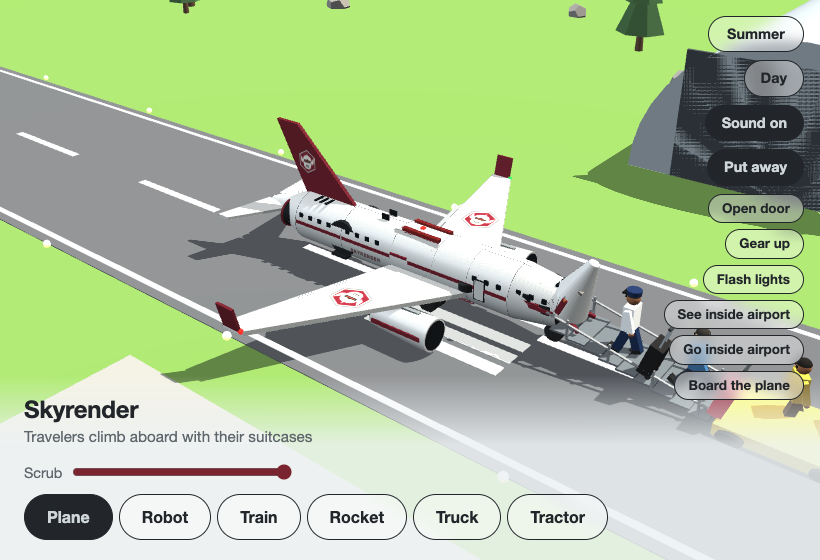 Summer
Day
Sound on
Put away
Open door
Gear up
Flash lights
See inside airport
Go inside airport
Board the plane
SKYRENDER
Skyrender
Travelers climb aboard with their suitcases
Scrub
Plane
Robot
Train
Rocket
Truck
Tractor